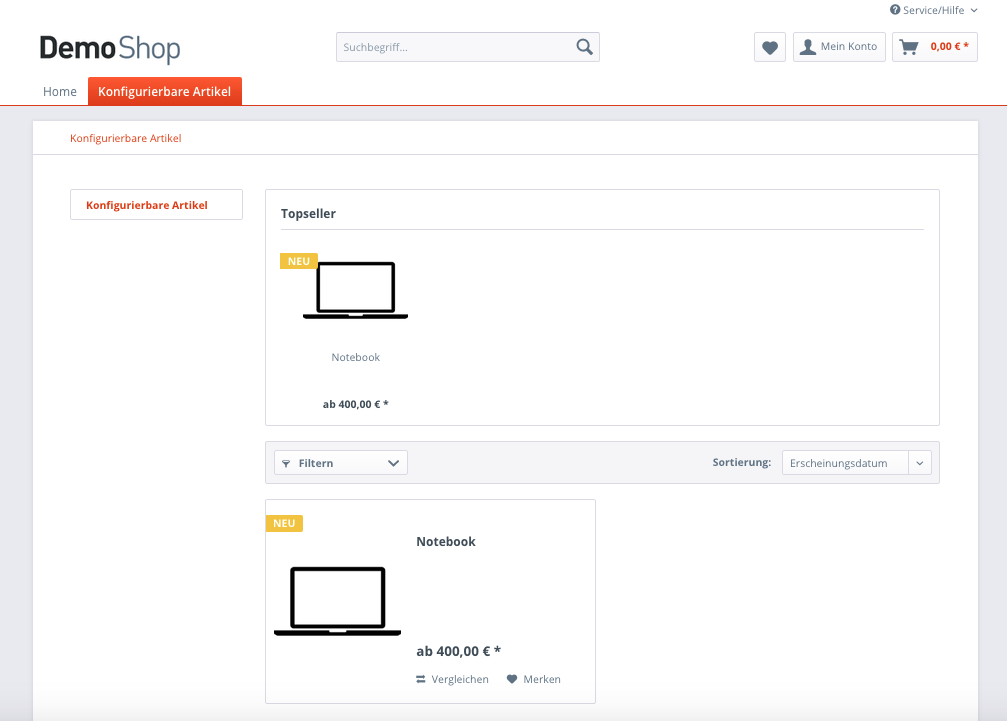 Service/Hilfe
DemoShop
Suchbegriff...
Mein Konto
0,00 € *
Home
Konfigurierbare Artikel
Konfigurierbare Artikel
Konfigurierbare Artikel
Topseller
NEU
Notebook
ab 400,00 € *
Filtern
Sortierung:
Erscheinungsdatum
NEU
Notebook
ab 400,00 € *
Vergleichen
Merken